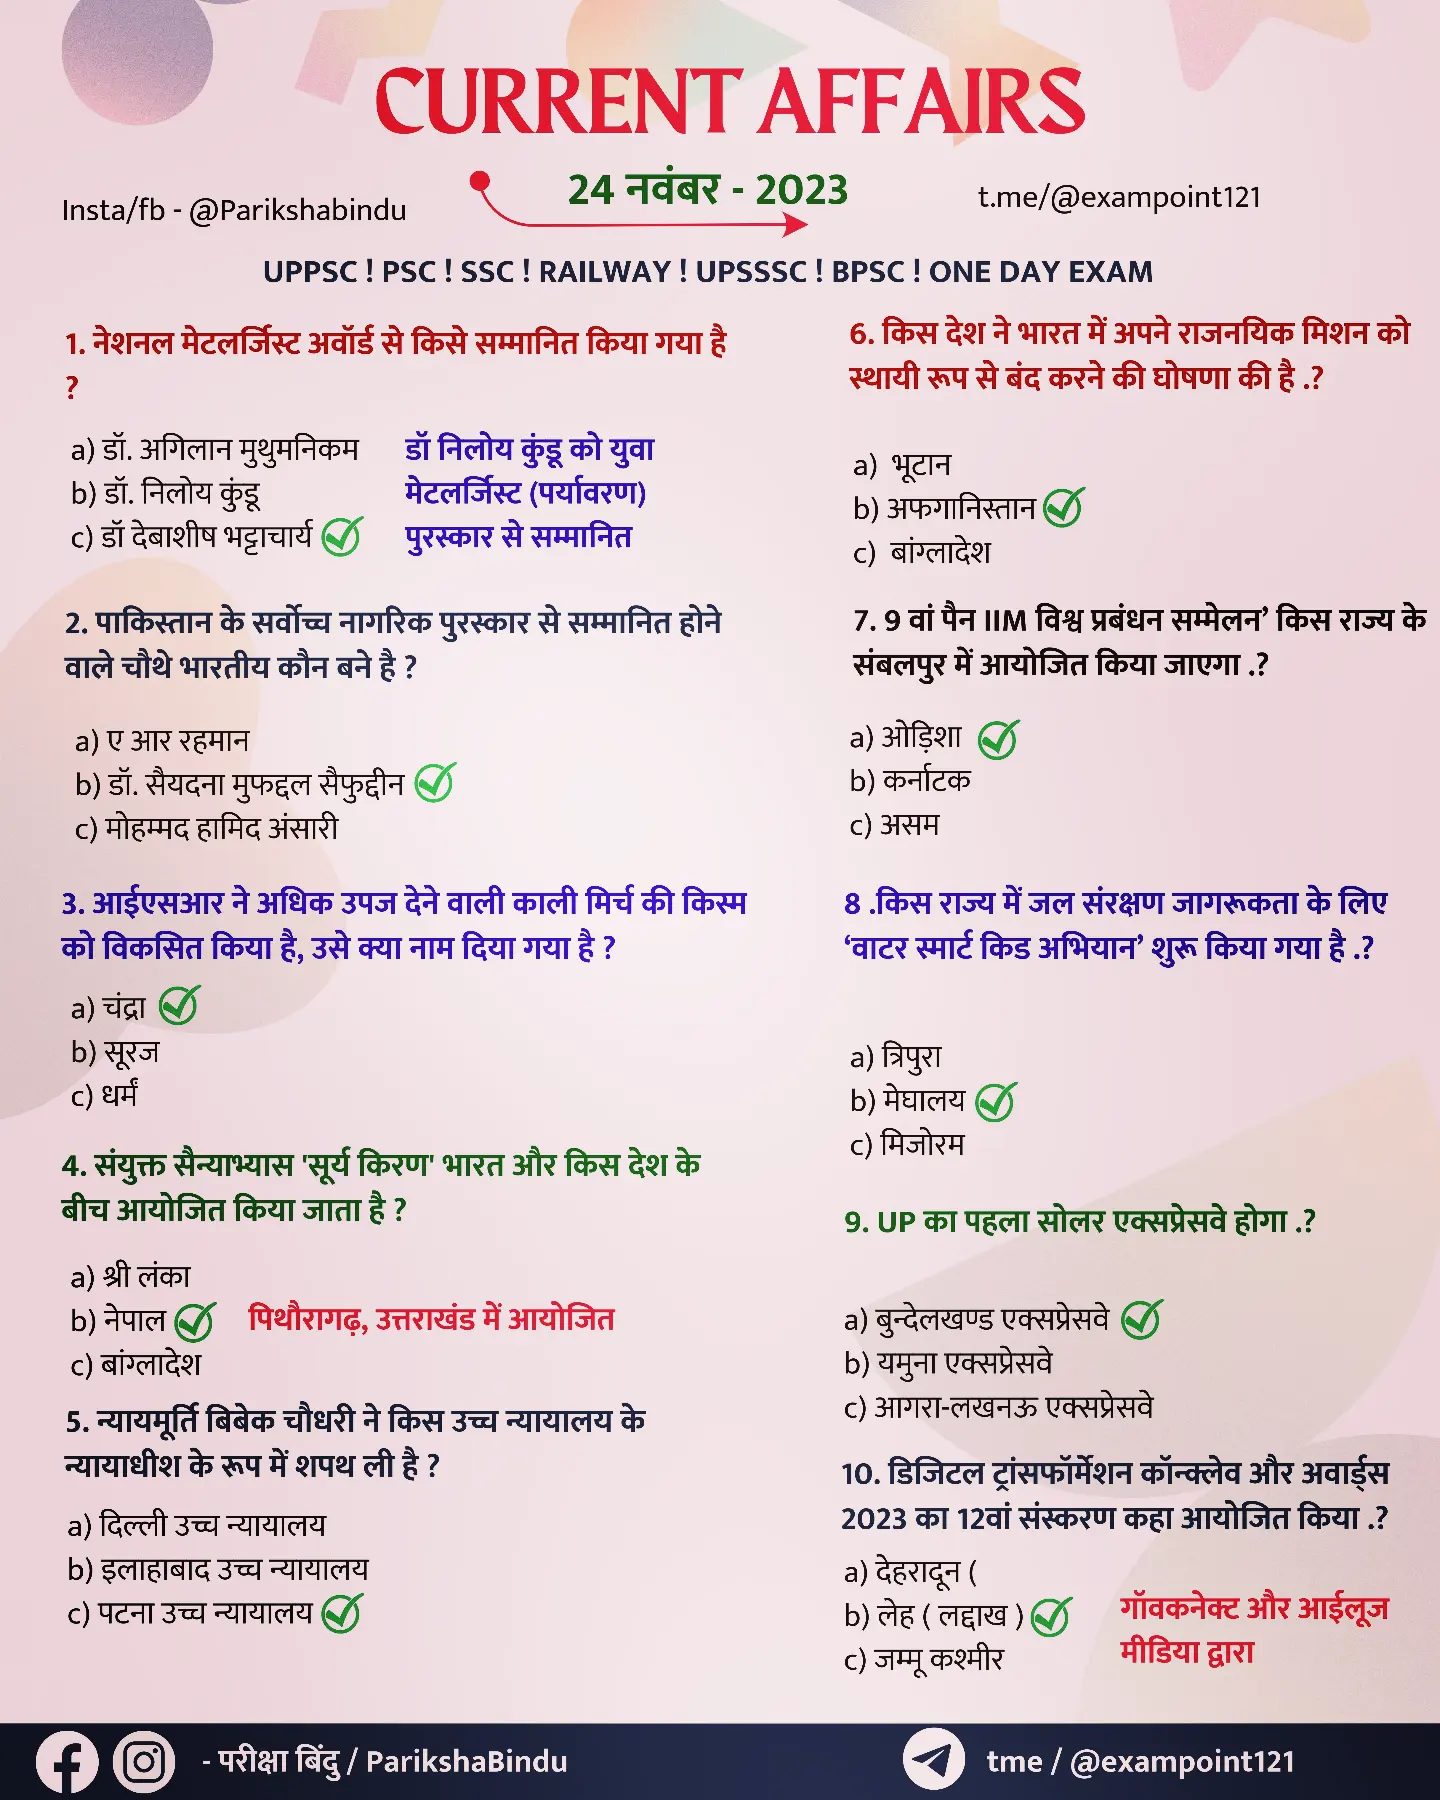 CURRENT AFFAIRS
24 नवंबर - 2023
Insta/fb - @Parikshabindu
t.me/@exampoint121
UPPSC ! PSC ! SSC ! RAILWAY ! UPSSSC ! BPSC ! ONE DAY EXAM
1. नेशनल मेटलर्जिस्ट अवॉर्ड से किसे सम्मानित किया गया है
?
a) डॉ. अगिलान मुथुमनिकम
b) डॉ. निलोय कुंडू
c) डॉ देबाशीष भट्टाचार्य
डॉ निलोय कुंडू को युवा
मेटलर्जिस्ट (पर्यावरण)
पुरस्कार से सम्मानित
2. पाकिस्तान के सर्वोच्च नागरिक पुरस्कार से सम्मानित होने
वाले चौथे भारतीय कौन बने है ?
a) ए आर रहमान
b) डॉ. सैयदना मुफद्दल सैफुद्दीन
c) मोहम्मद हामिद अंसारी
3. आईएसआर ने अधिक उपज देने वाली काली मिर्च की किस्म
को विकसित किया है, उसे क्या नाम दिया गया है ?
a) चंद्रा
b) सूरज
c) धर्मं
4. संयुक्त सैन्याभ्यास 'सूर्य किरण' भारत और किस देश के
बीच आयोजित किया जाता है ?
a) श्री लंका
b) नेपाल
पिथौरागढ़, उत्तराखंड में आयोजित
c) बांग्लादेश
5. न्यायमूर्ति बिबेक चौधरी ने किस उच्च न्यायालय के
न्यायाधीश के रूप में शपथ ली है ?
a) दिल्ली उच्च न्यायालय
b) इलाहाबाद उच्च न्यायालय
c) पटना उच्च न्यायालय
6. किस देश ने भारत में अपने राजनयिक मिशन को
स्थायी रूप से बंद करने की घोषणा की है .?
a) भूटान
b) अफगानिस्तान
c) बांग्लादेश
7. 9 वां पैन IIM विश्व प्रबंधन सम्मेलन’ किस राज्य के
संबलपुर में आयोजित किया जाएगा .?
a) ओड़िशा
b) कर्नाटक
c) असम
8 .किस राज्य में जल संरक्षण जागरूकता के लिए
‘वाटर स्मार्ट किड अभियान’ शुरू किया गया है .?
a) त्रिपुरा
b) मेघालय
c) मिजोरम
9. UP का पहला सोलर एक्सप्रेसवे होगा .?
a) बुन्देलखण्ड एक्सप्रेसवे
b) यमुना एक्सप्रेसवे
c) आगरा-लखनऊ एक्सप्रेसवे
10. डिजिटल ट्रांसफॉर्मेशन कॉन्क्लेव और अवार्ड्स
2023 का 12वां संस्करण कहा आयोजित किया .?
a) देहरादून (
b) लेह ( लद्दाख )
c) जम्मू कश्मीर
गॉवकनेक्ट और आईलूज
मीडिया द्वारा
- परीक्षा बिंदु / ParikshaBindu
tme / @exampoint121